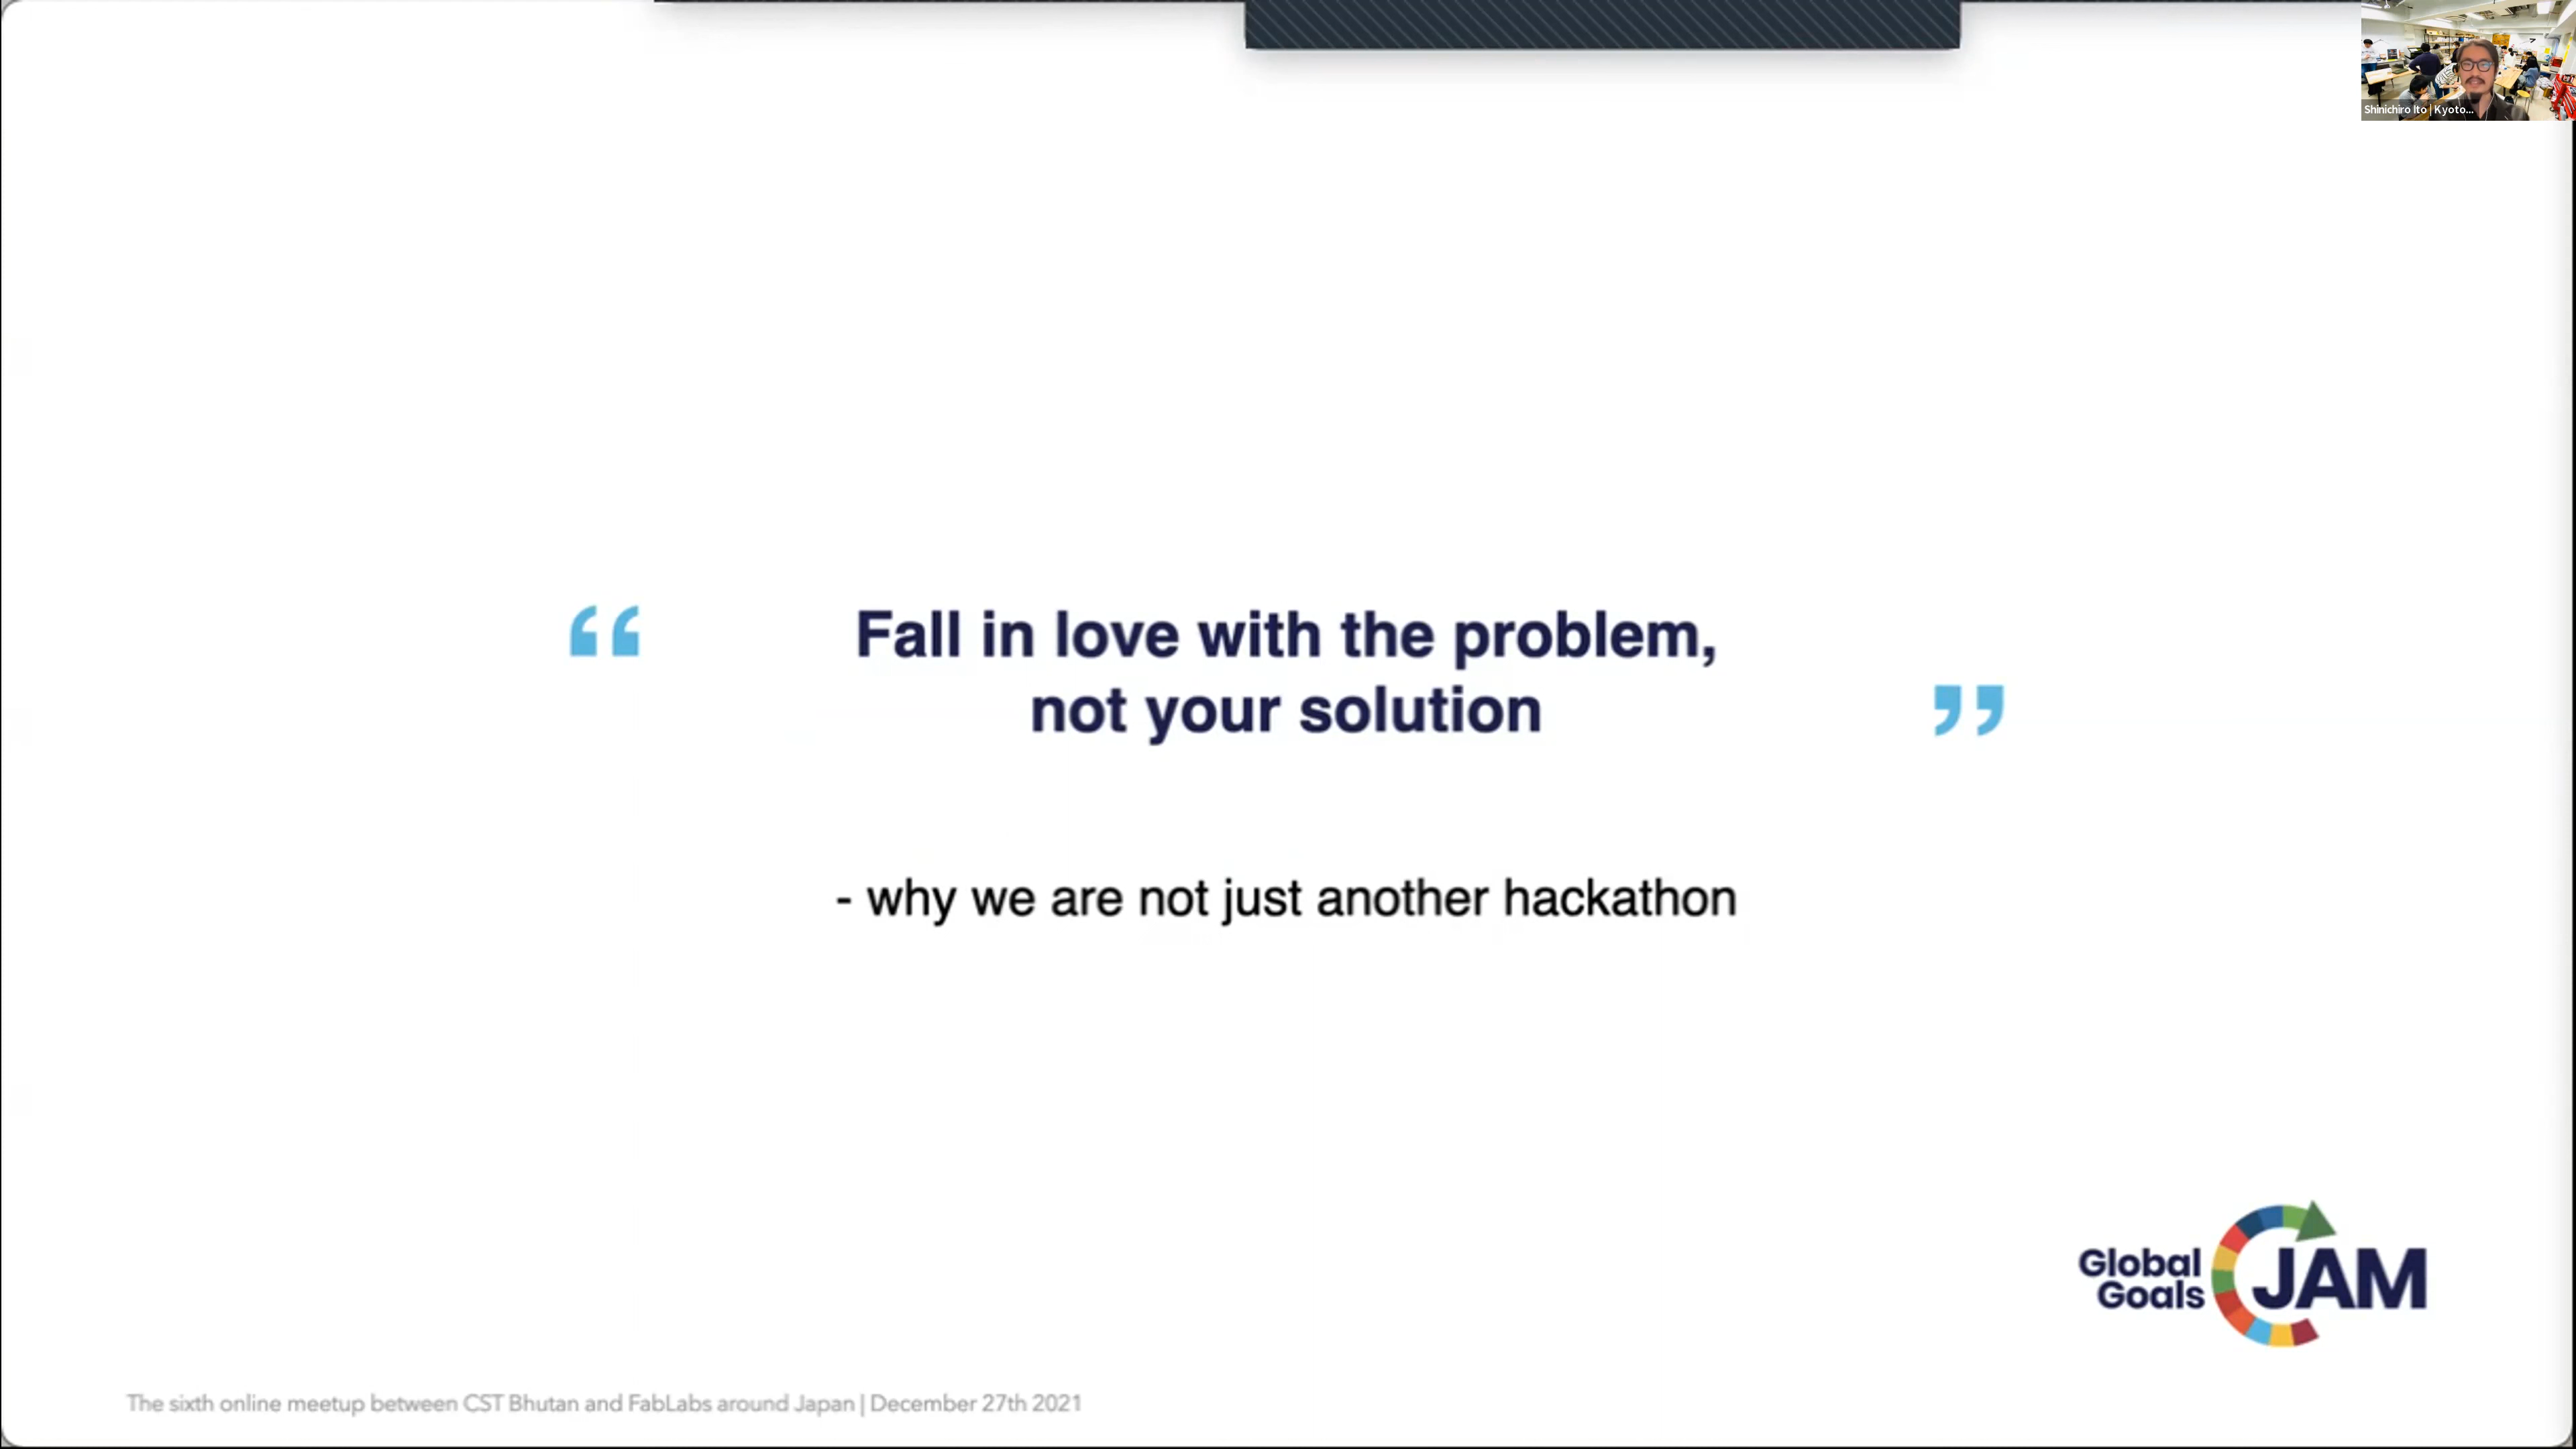 Shinichiro Ito | Kyoto...
“Fall in love with the problem,
not your solution”
- why we are not just another hackathon
Global
Goals
JAM
The sixth online meetup between CST Bhutan and FabLabs around Japan | December 27th 2021